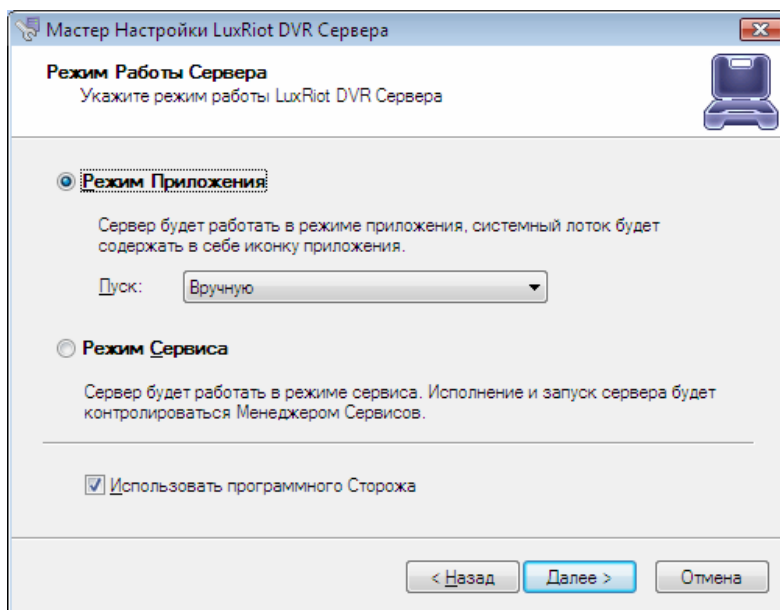 Мастер Настройки LuxRiot DVR Сервера
Режим Работы Сервера
Укажите режим работы LuxRiot DVR Сервера
Режим Приложения
Сервер будет работать в режиме приложения, системный лоток будет
содержать в себе иконку приложения.
Пуск: Вручную
Режим Сервиса
Сервер будет работать в режиме сервиса. Исполнение и запуск сервера будет
контролироваться Менеджером Сервисов.
Использовать программного Сторожа
< Назад Далее > Отмена